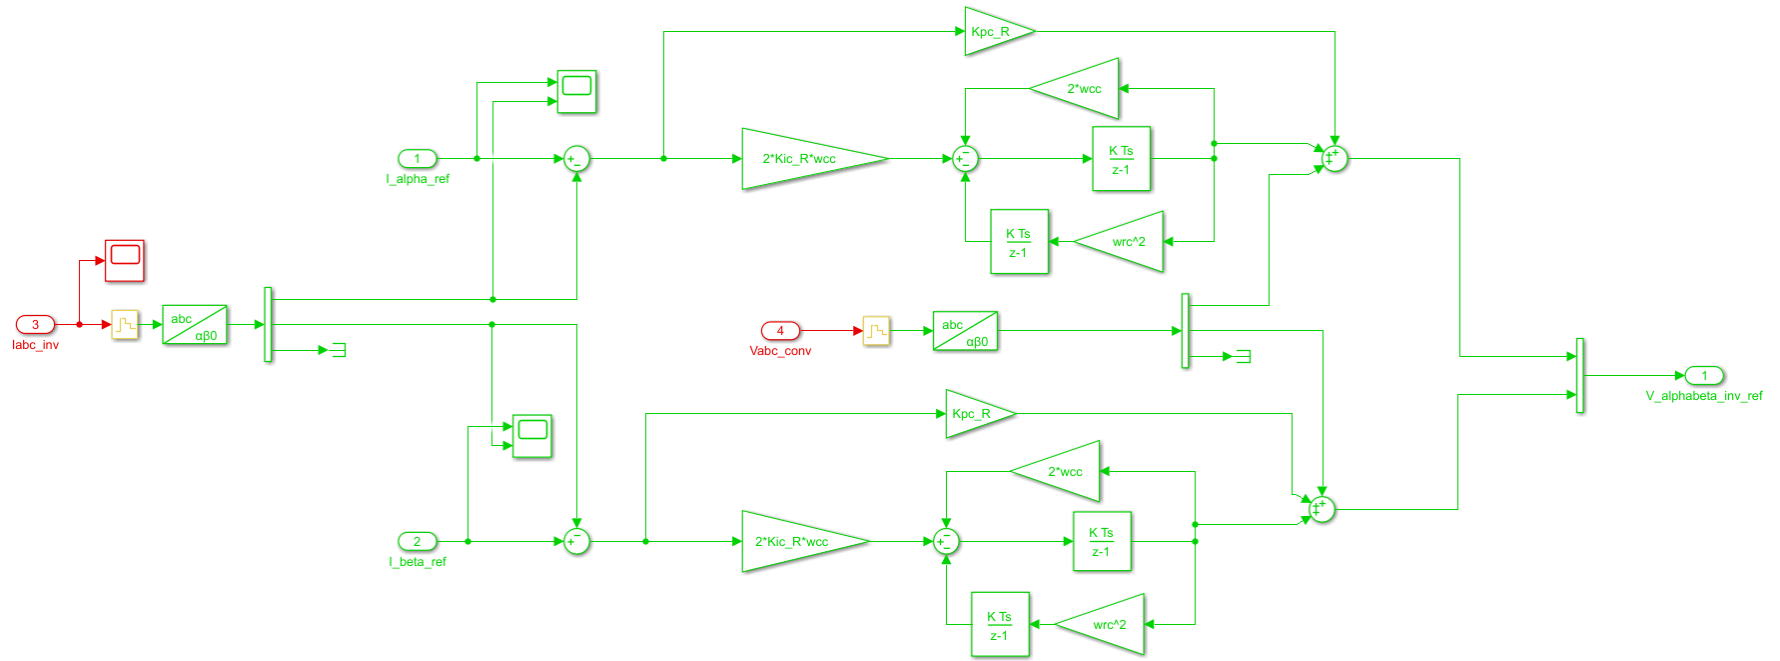 Kpc_R
2*wcc
1
I_alpha_ref
+
−
2*Kic_R*wcc
+
−
−
K Ts
z-1
+
+
+
K Ts
z-1
wrc^2
3
Iabc_inv
abc
αβ0
4
Vabc_conv
abc
αβ0
1
V_alphabeta_inv_ref
Kpc_R
2*wcc
2
I_beta_ref
+
−
2*Kic_R*wcc
+
−
−
K Ts
z-1
+
+
+
K Ts
z-1
wrc^2